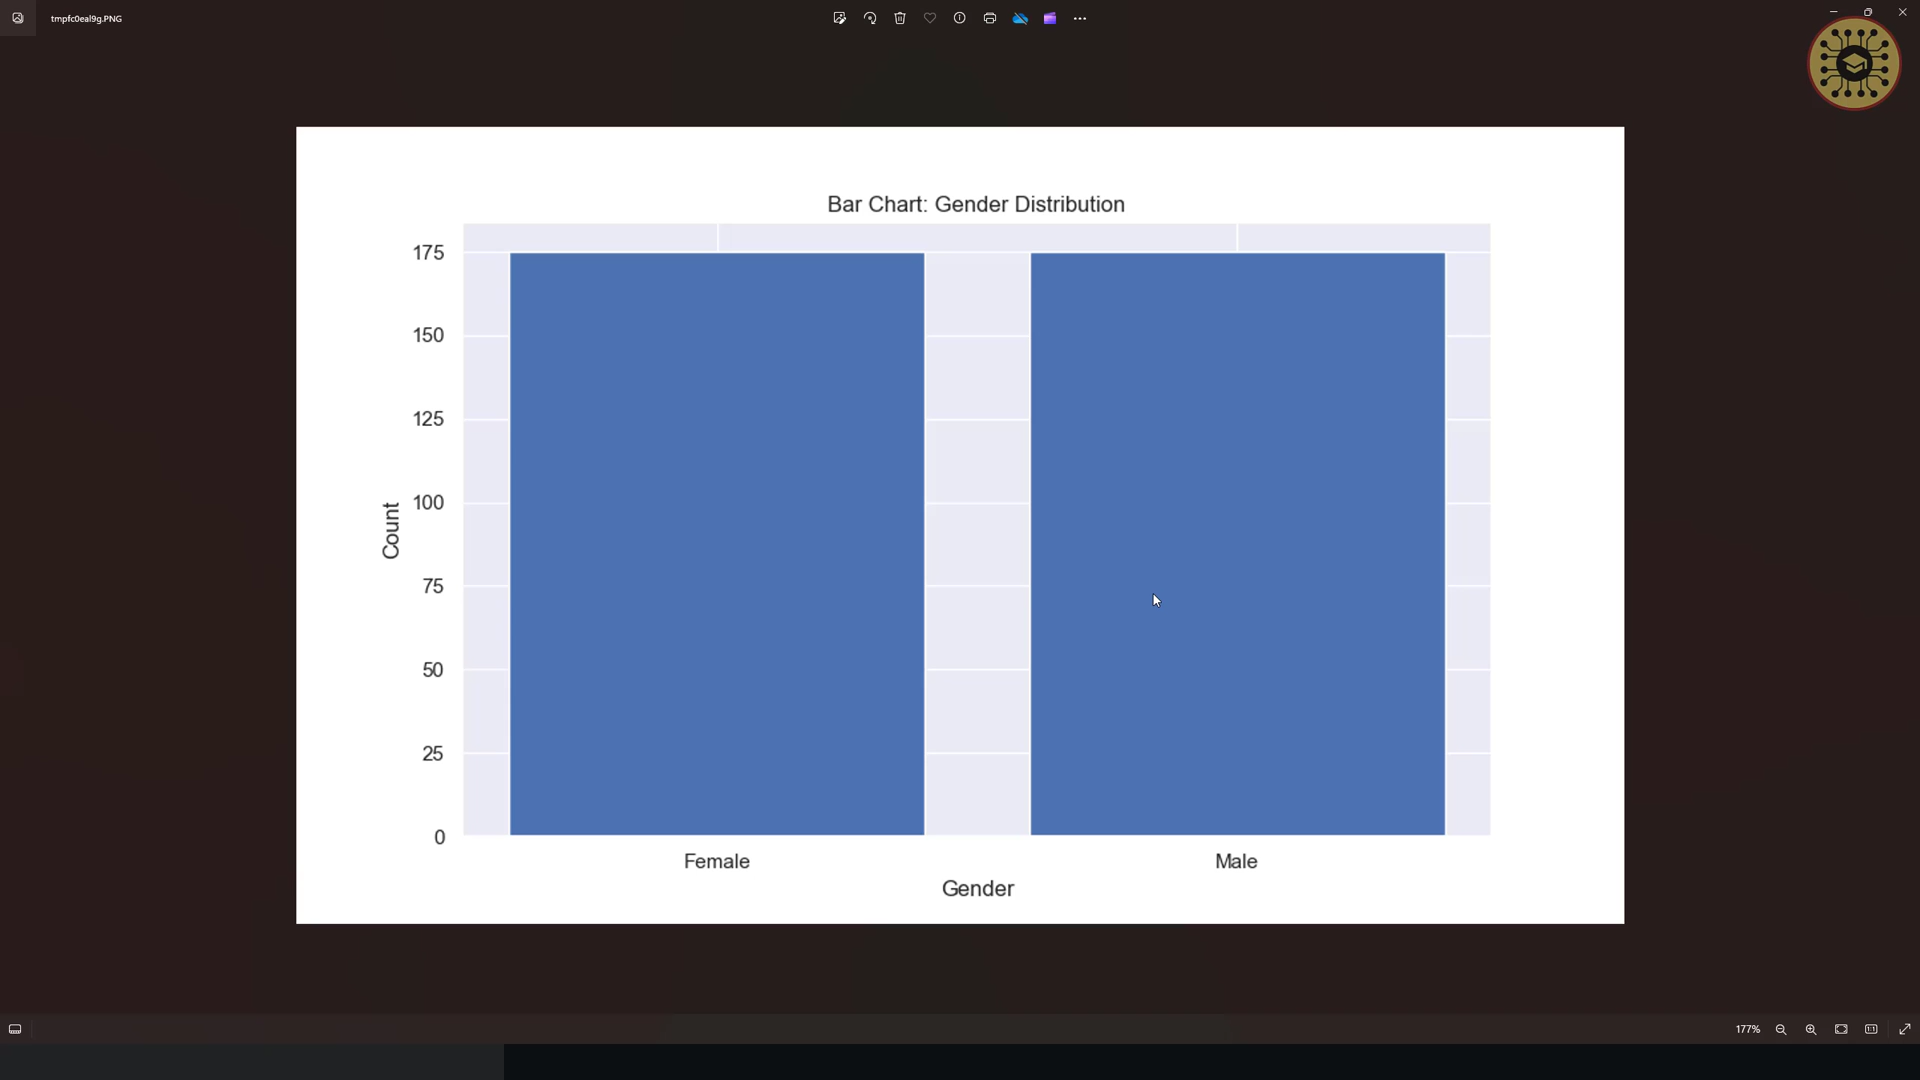 tmpfc0eal9g.PNG
Bar Chart: Gender Distribution
175
150
125
100
75
50
25
0
Count
Female
Male
Gender
177%